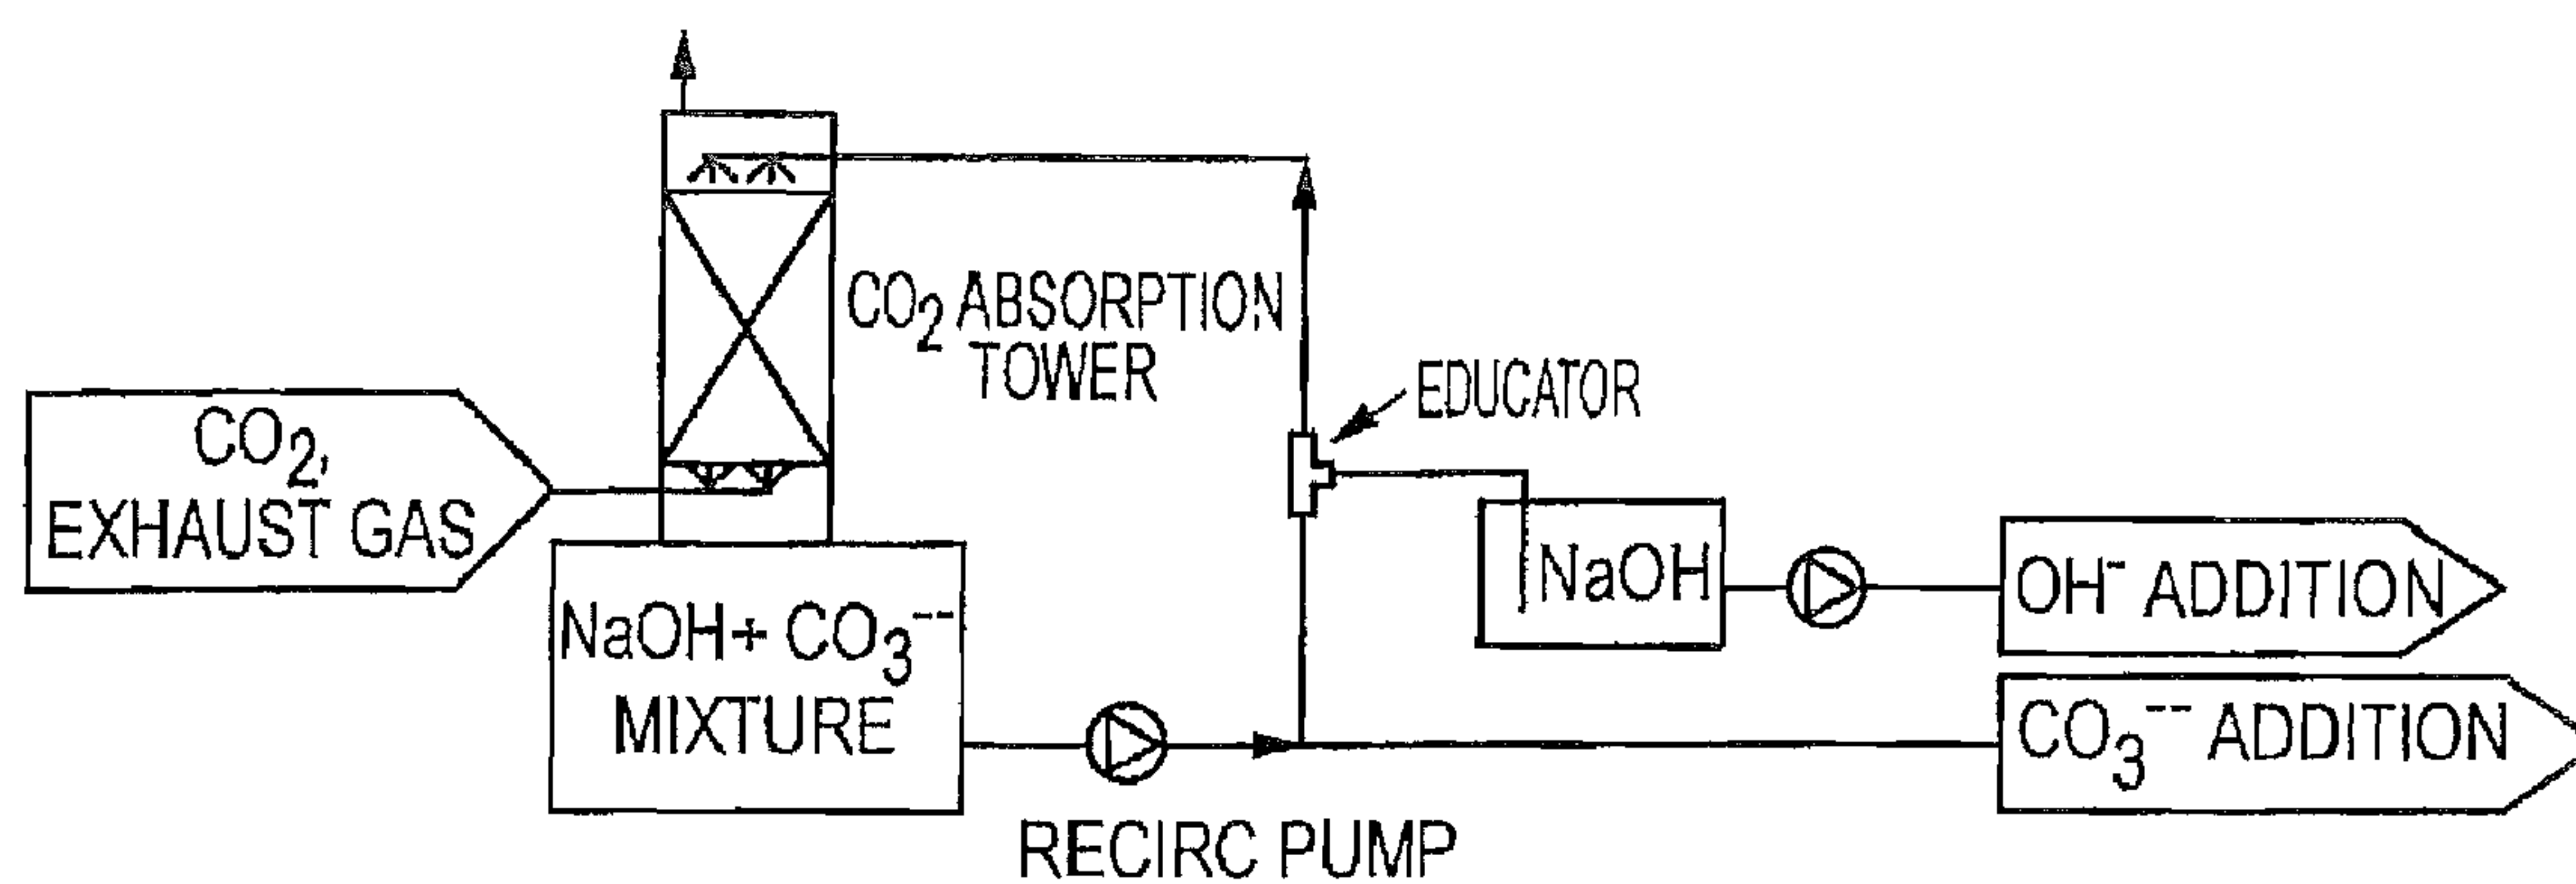 CO₂ ABSORPTION
TOWER
EDUCATOR
CO₂,
EXHAUST GAS
NaOH+ CO₃⁻⁻
MIXTURE
NaOH
OH⁻ ADDITION
CO₃⁻⁻ ADDITION
RECIRC PUMP